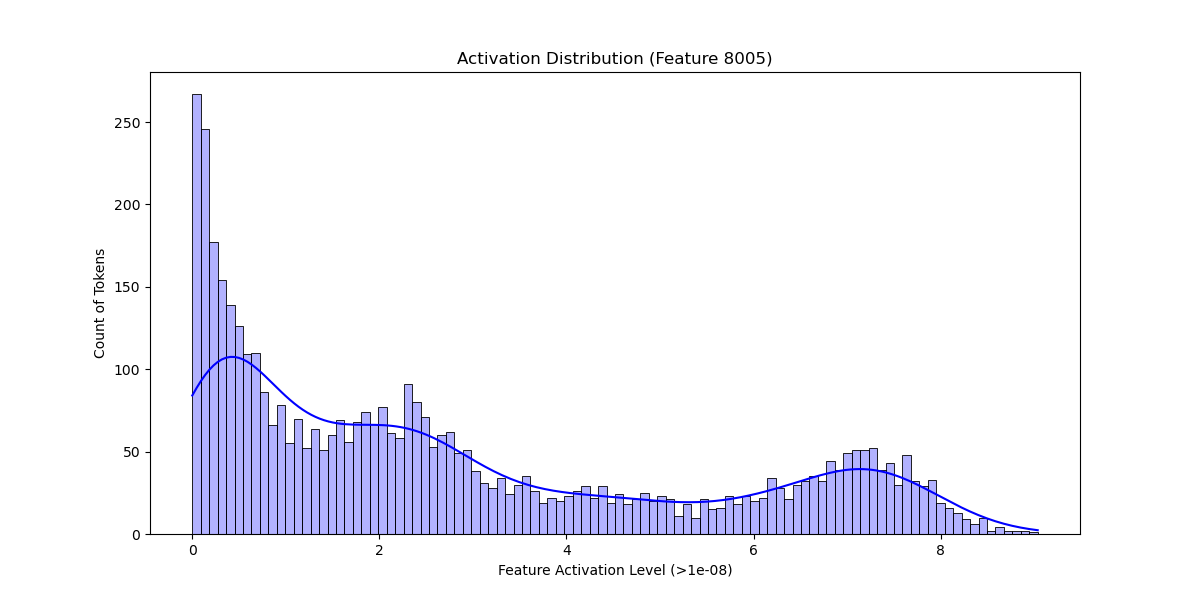 Activation Distribution (Feature 8005)
Count of Tokens
250
200
150
100
50
0
0 2 4 6 8
Feature Activation Level (>1e-08)